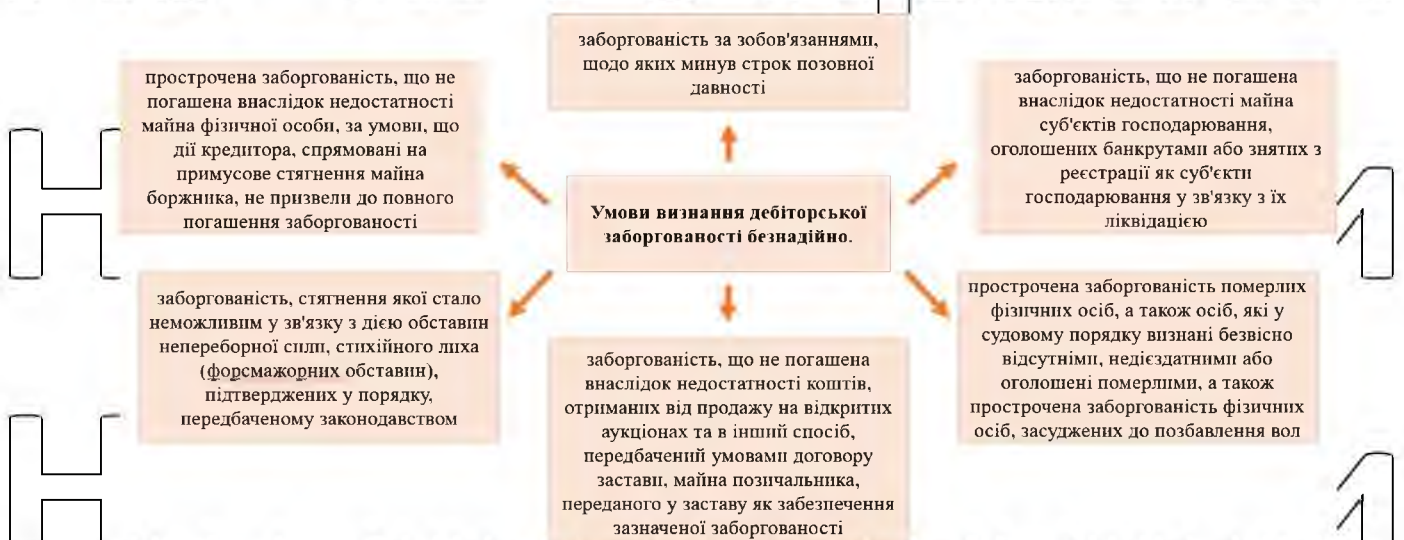 заборгованість за зобов'язаннями,
щодо яких минув строк позовної
давності
прострочена заборгованість, що не
погашена внаслідок недостатності
майна фізичної особи, за умови, що
дії кредитора, спрямовані на
примусове стягнення майна
боржника, не призвели до повного
погашення заборгованості
заборгованість, що не погашена
внаслідок недостатності майна
суб'єктів господарювання,
оголошених банкрутами або знятих з
реєстрації як суб'єкти
господарювання у зв'язку з їх
ліквідацією
Умови визнання дебіторської
заборгованості безнадійно.
заборгованість, стягнення якої стало
неможливим у зв'язку з дією обставин
непереборної сили, стихійного лиха
(форсмажорних обставин),
підтверджених у порядку,
передбаченому законодавством
заборгованість, що не погашена
внаслідок недостатності коштів,
отриманих від продажу на відкритих
аукціонах та в інший спосіб,
передбачений умовами договору
застави, майна позичальника,
переданого у заставу як забезпечення
зазначеної заборгованості
прострочена заборгованість померлих
фізичних осіб, а також осіб, які у
судовому порядку визнані безвісно
відсутніми, недієздатними або
оголошені померлими, а також
прострочена заборгованість фізичних
осіб, засуджених до позбавлення вол